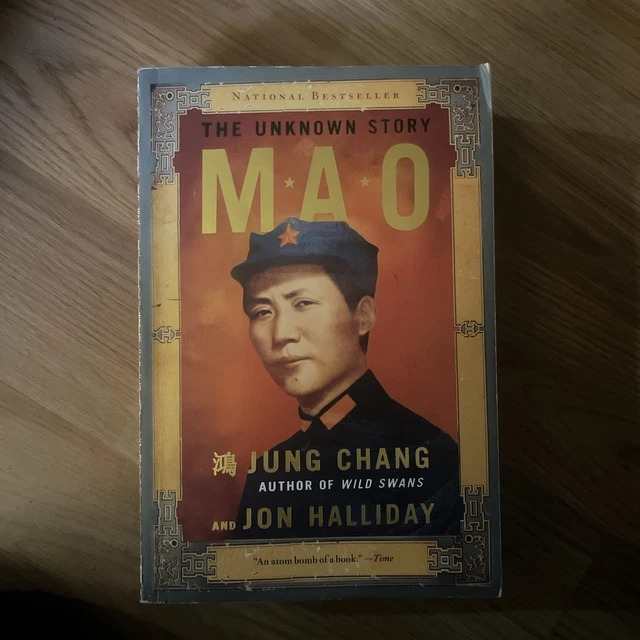 NATIONAL BESTSELLER
THE UNKNOWN STORY
M★A★O
鴻 JUNG CHANG
AUTHOR OF WILD SWANS
AND JON HALLIDAY
"An atom bomb of a book." —Time